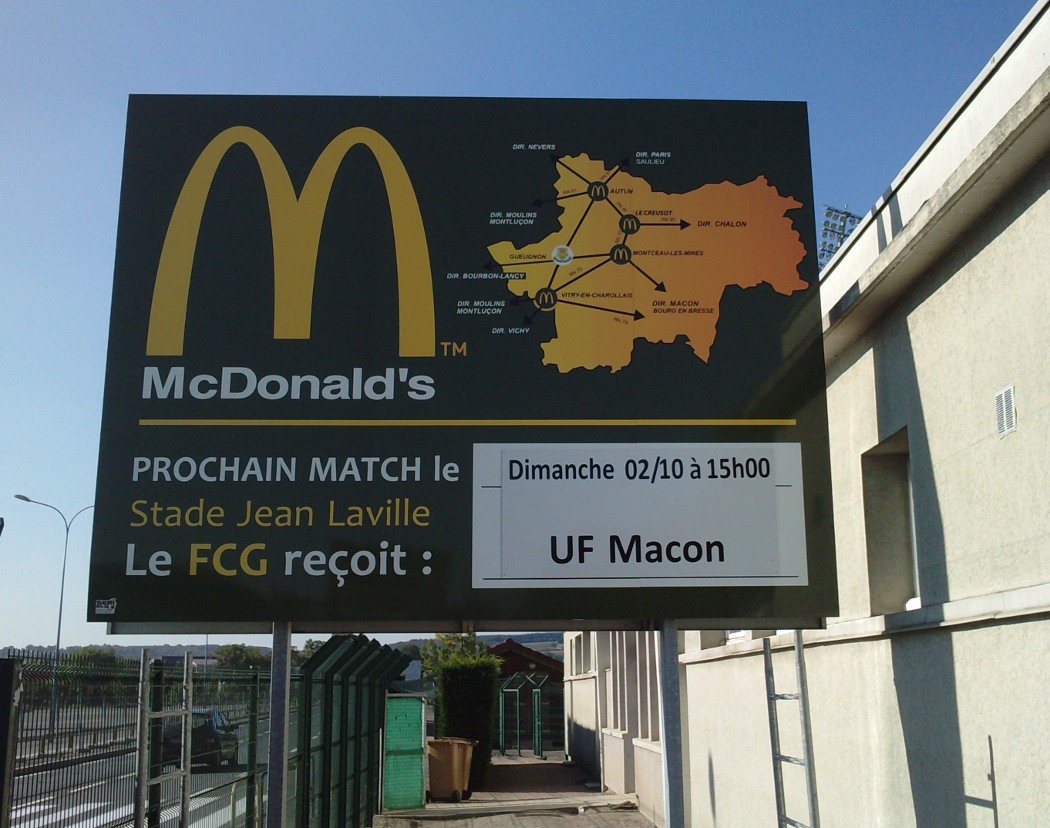 McDonald's
TM
DIR. NEVERS
DIR. PARIS
SAULIEU
AUTUN
DIR. MOULINS
MONTLUÇON
LE CREUSOT
DIR. CHALON
GUEUGNON
MONTCEAU-LES-MINES
DIR. BOURBON-LANCY
VITRY-EN-CHAROLLAIS
DIR. MOULINS
MONTLUÇON
DIR. MACON
BOURG EN BRESSE
DIR. VICHY
PROCHAIN MATCH le
Dimanche 02/10 à 15h00
Stade Jean Laville
Le FCG reçoit :
UF Macon